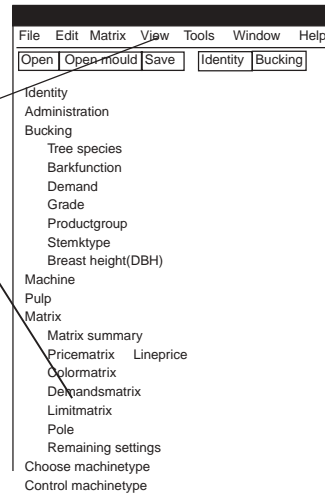 File Edit Matrix View Tools Window Help
Open Open mould Save Identity Bucking
Identity
Administration
Bucking
Tree species
Barkfunction
Demand
Grade
Productgroup
Stemktype
Breast height(DBH)
Machine
Pulp
Matrix
Matrix summary
Pricematrix Lineprice
Colormatrix
Demandsmatrix
Limitmatrix
Pole
Remaining settings
Choose machinetype
Control machinetype